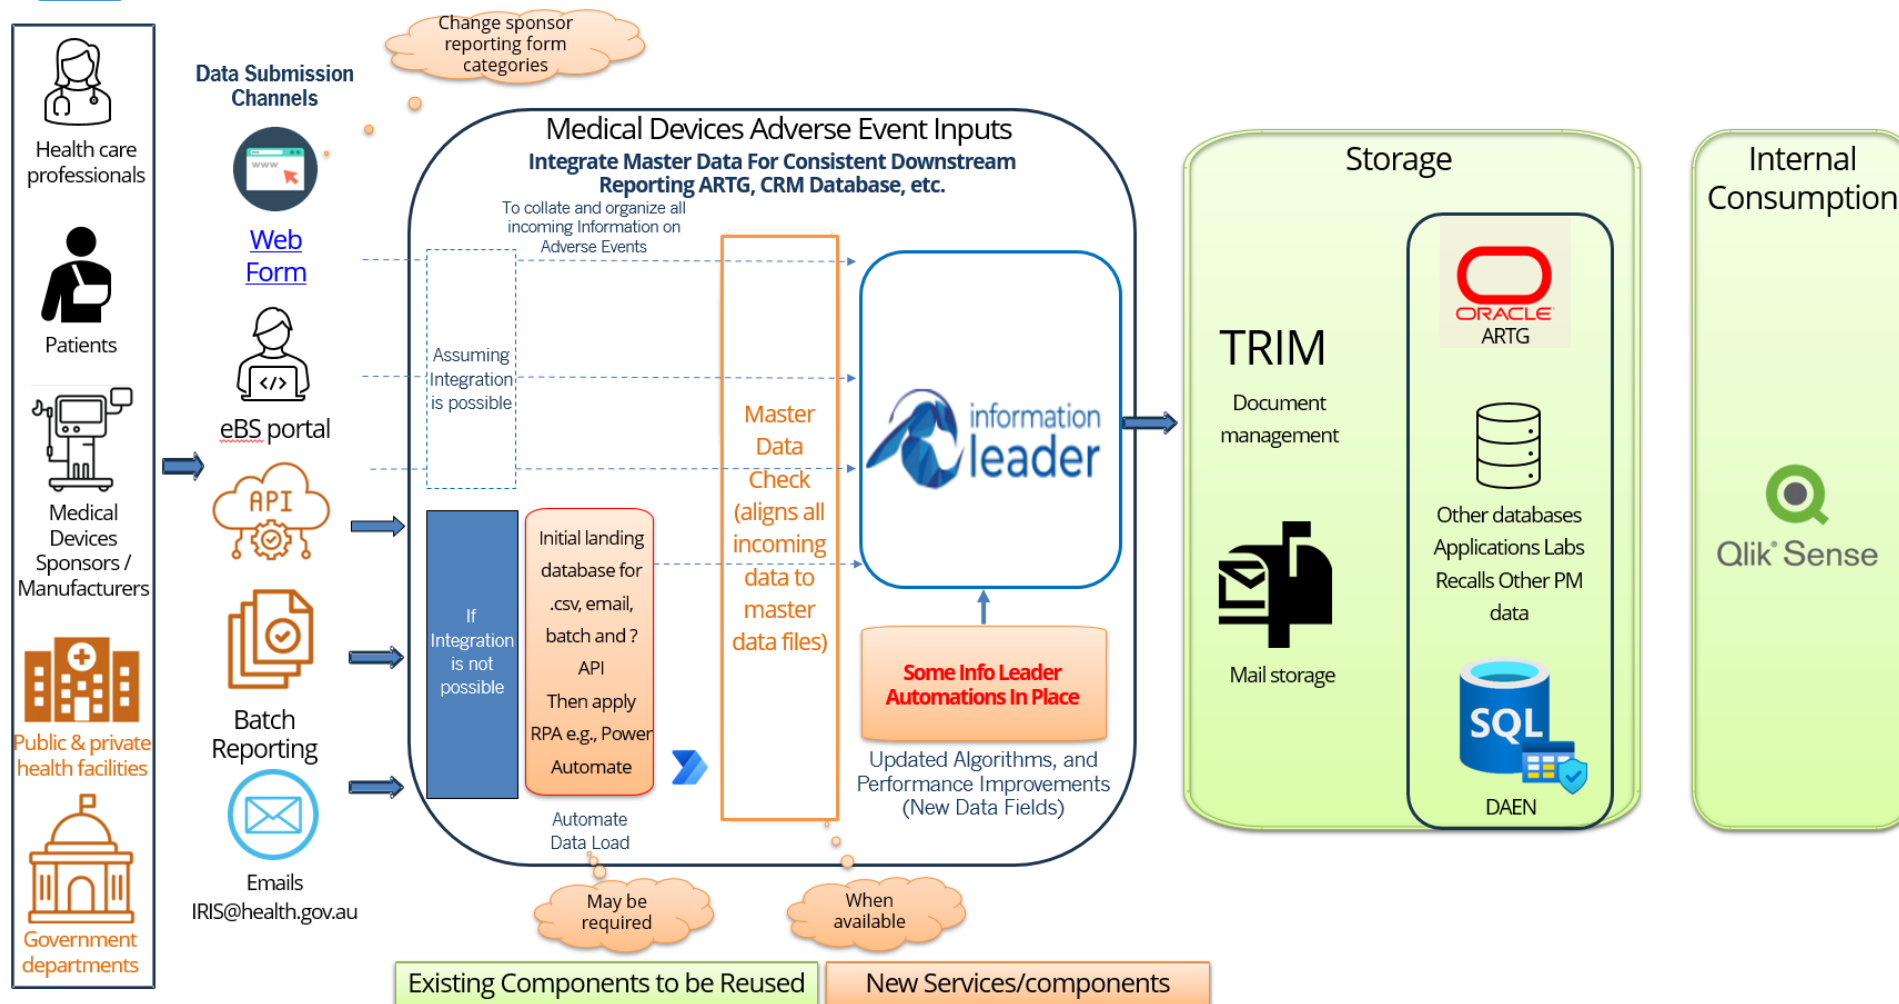 Health care
professionals
Patients
Medical
Devices
Sponsors /
Manufacturers
Public & private
health facilities
Government
departments
Data Submission
Channels
www
Web
Form
</>
eBS portal
API
Batch
Reporting
Emails
IRIS@health.gov.au
Change sponsor
reporting form
categories
Medical Devices Adverse Event Inputs
Integrate Master Data For Consistent Downstream
Reporting ARTG, CRM Database, etc.
To collate and organize all
incoming Information on
Adverse Events
Assuming
Integration
is possible
If
Integration
is not
possible
Initial landing
database for
.csv, email,
batch and ?
API
Then apply
RPA e.g., Power
Automate
Automate
Data Load
May be
required
Master
Data
Check
(aligns all
incoming
data to
master
data files)
When
available
information
leader
Some Info Leader
Automations In Place
Updated Algorithms, and
Performance Improvements
(New Data Fields)
Storage
TRIM
Document
management
Mail storage
ORACLE
ARTG
Other databases
Applications Labs
Recalls Other PM
data
SQL
DAEN
Internal
Consumption
Qlik® Sense
Existing Components to be Reused
New Services/components